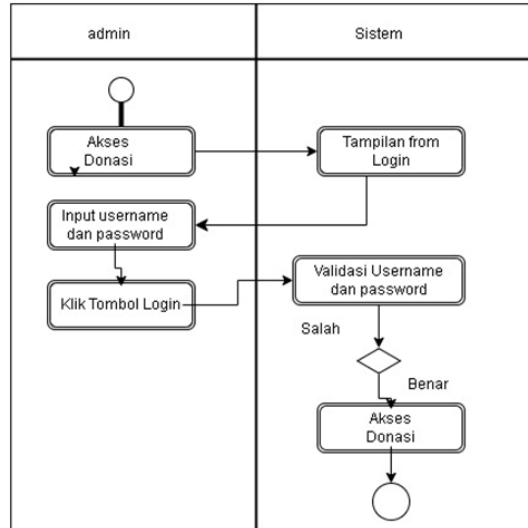 admin
Sistem
Akses
Donasi
Tampilan from
Login
Input username
dan password
Klik Tombol Login
Validasi Username
dan password
Salah
Benar
Akses
Donasi